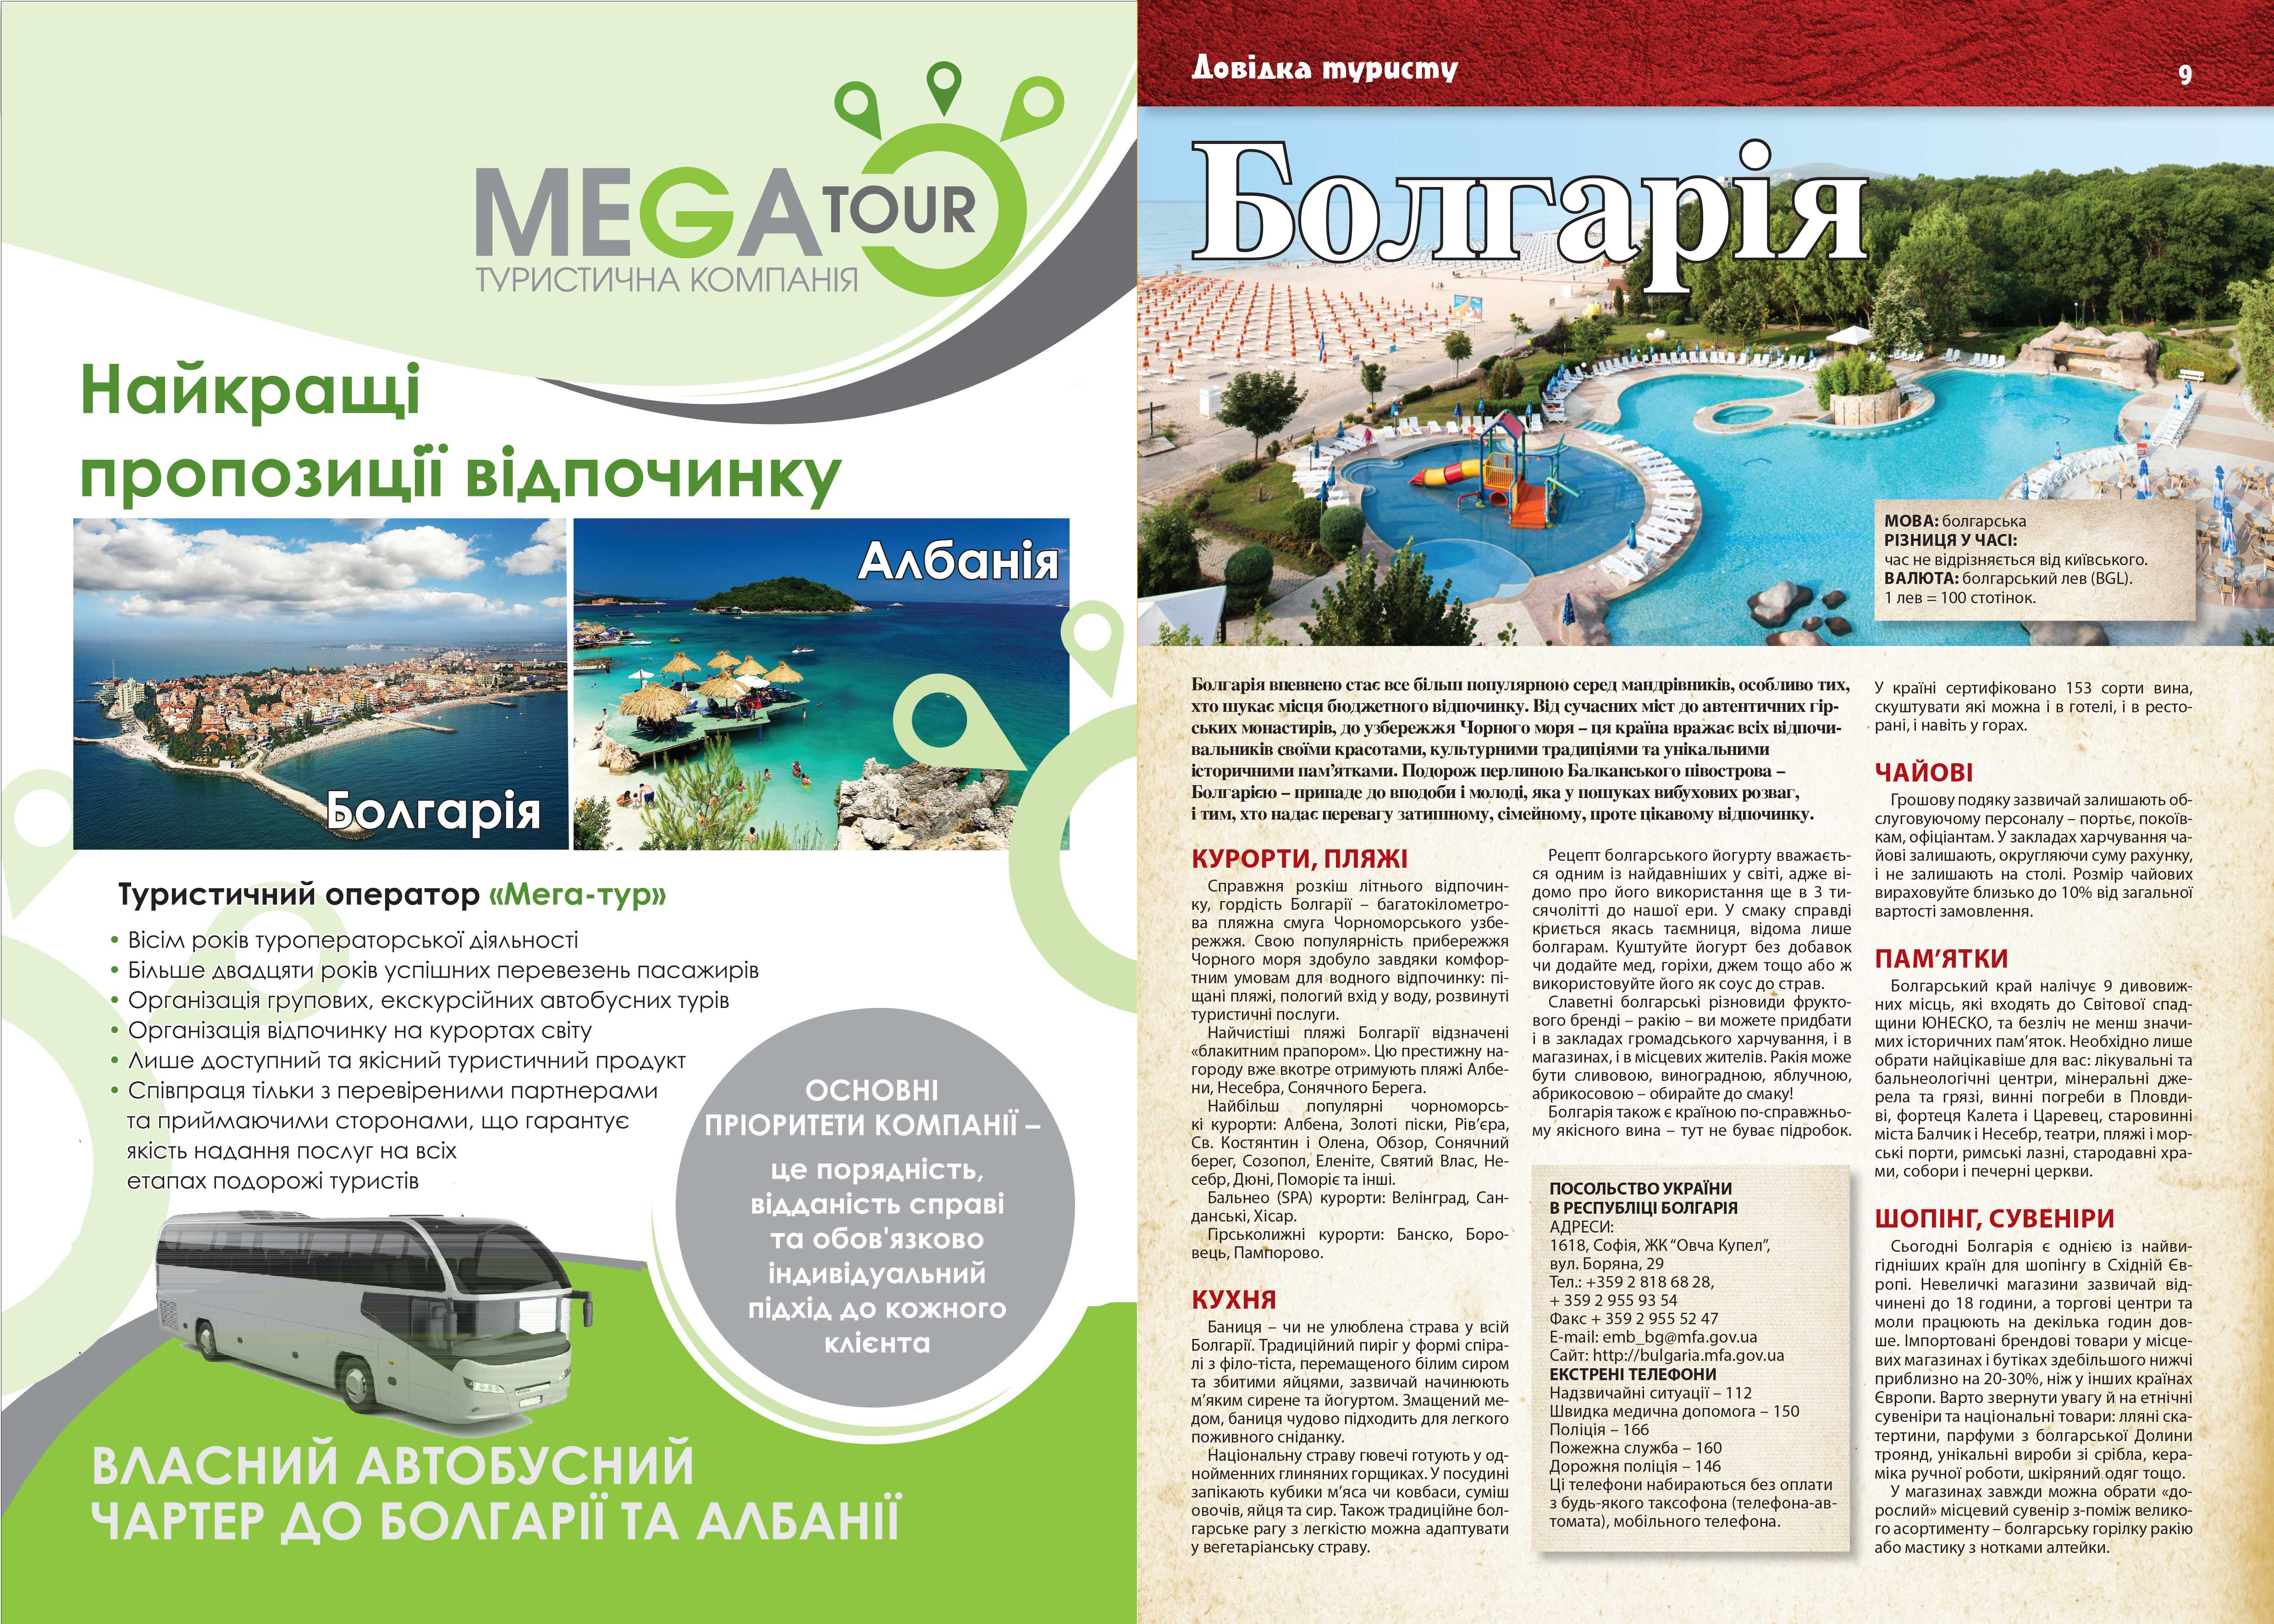 MEGA TOUR
ТУРИСТИЧНА КОМПАНІЯ
Найкращі
пропозиції відпочинку
Болгарія
Албанія
Туристичний оператор «Мега-тур»
• Вісім років туроператорської діяльності
• Більше двадцяти років успішних перевезень пасажирів
• Організація групових, екскурсійних автобусних турів
• Організація відпочинку на курортах світу
• Лише доступний та якісний туристичний продукт
• Співпраця тільки з перевіреними партнерами
та приймаючими сторонами, що гарантує
якість надання послуг на всіх
етапах подорожі туристів
ОСНОВНІ
ПРІОРИТЕТИ КОМПАНІЇ –
це порядність,
відданість справі
та обов'язково
індивідуальний
підхід до кожного
клієнта
ВЛАСНИЙ АВТОБУСНИЙ
ЧАРТЕР ДО БОЛГАРІЇ ТА АЛБАНІЇ
Довідка туристу
9
Болгарія
МОВА: болгарська
РІЗНИЦЯ У ЧАСІ:
час не відрізняється від київського.
ВАЛЮТА: болгарський лев (BGL).
1 лев = 100 стотінок.
Болгарія впевнено стає все більш популярною серед мандрівників, особливо тих,
хто шукає місця бюджетного відпочинку. Від сучасних міст до автентичних гір-
ських монастирів, до узбережжя Чорного моря – ця країна вражає всіх відпочи-
вальників своїми красотами, культурними традиціями та унікальними
історичними пам’ятками. Подорож перлиною Балканського півострова –
Болгарією – припаде до вподоби і молоді, яка у пошуках вибухових розваг,
і тим, хто надає перевагу затишному, сімейному, проте цікавому відпочинку.
КУРОРТИ, ПЛЯЖІ
Справжня розкіш літнього відпочин-
ку, гордість Болгарії – багатокілометро-
ва пляжна смуга Чорноморського узбе-
режжя. Свою популярність прибережжя
Чорного моря здобуло завдяки комфор-
тним умовам для водного відпочинку: пі-
щані пляжі, пологий вхід у воду, розвинуті
туристичні послуги.
Найчистіші пляжі Болгарії відзначені
«блакитним прапором». Цю престижну на-
городу вже вкотре отримують пляжі Албе-
ни, Несебра, Сонячного Берега.
Найбільш популярні чорноморсь-
кі курорти: Албена, Золоті піски, Рів’єра,
Св. Костянтин і Олена, Обзор, Сонячний
берег, Созопол, Еленіте, Святий Влас, Не-
себр, Дюні, Поморіє та інші.
Бальнео (SPA) курорти: Велінград, Сан-
данські, Хісар.
Гірськолижні курорти: Банско, Боро-
вець, Пампорово.
КУХНЯ
Баниця – чи не улюблена страва у всій
Болгарії. Традиційний пиріг у формі спіра-
лі з філо-тіста, перемащеного білим сиром
та збитими яйцями, зазвичай начинюють
м’яким сирене та йогуртом. Змащений ме-
дом, баниця чудово підходить для легкого
поживного сніданку.
Національну страву гювечі готують у од-
нойменних глиняних горщиках. У посудині
запікають кубики м’яса чи ковбаси, суміш
овочів, яйця та сир. Також традиційне бол-
гарське рагу з легкістю можна адаптувати
у вегетаріанську страву.
Рецепт болгарського йогурту вважаєть-
ся одним із найдавніших у світі, адже ві-
домо про його використання ще в 3 ти-
сячолітті до нашої ери. У смаку справді
криється якась таємниця, відома лише
болгарам. Куштуйте йогурт без добавок
чи додайте мед, горіхи, джем тощо або ж
використовуйте його як соус до страв.
Славетні болгарські різновиди фрукто-
вого бренді – ракію – ви можете придбати
і в закладах громадського харчування, і в
магазинах, і в місцевих жителів. Ракія може
бути сливовою, виноградною, яблучною,
абрикосовою – обирайте до смаку!
Болгарія також є країною по-справжньо-
му якісного вина – тут не буває підробок.
ПОСОЛЬСТВО УКРАЇНИ
В РЕСПУБЛІЦІ БОЛГАРІЯ
АДРЕСИ:
1618, Софія, ЖК “Овча Купел”,
вул. Боряна, 29
Тел.: +359 2 818 68 28,
+ 359 2 955 93 54
Факс + 359 2 955 52 47
E-mail: emb_bg@mfa.gov.ua
Сайт: http://bulgaria.mfa.gov.ua
ЕКСТРЕНІ ТЕЛЕФОНИ
Надзвичайні ситуації – 112
Швидка медична допомога – 150
Поліція – 166
Пожежна служба – 160
Дорожня поліція – 146
Ці телефони набираються без оплати
з будь-якого таксофона (телефона-ав-
томата), мобільного телефона.
У країні сертифіковано 153 сорти вина,
скуштувати які можна і в готелі, і в ресто-
рані, і навіть у горах.
ЧАЙОВІ
Грошову подяку зазвичай залишають об-
слуговуючому персоналу – портьє, покоїв-
кам, офіціантам. У закладах харчування ча-
йові залишають, округляючи суму рахунку,
і не залишають на столі. Розмір чайових
вираховуйте близько до 10% від загальної
вартості замовлення.
ПАМ’ЯТКИ
Болгарський край налічує 9 дивовиж-
них місць, які входять до Світової спад-
щини ЮНЕСКО, та безліч не менш значи-
мих історичних пам’яток. Необхідно лише
обрати найцікавіше для вас: лікувальні та
бальнеологічні центри, мінеральні дже-
рела та грязі, винні погреби в Пловди-
ві, фортеця Калета і Царевец, старовинні
міста Балчик і Несебр, театри, пляжі і мор-
ські порти, римські лазні, стародавні хра-
ми, собори і печерні церкви.
ШОПІНГ, СУВЕНІРИ
Сьогодні Болгарія є однією із найви-
гідніших країн для шопінгу в Східній Єв-
ропі. Невеличкі магазини зазвичай від-
чинені до 18 години, а торгові центри та
моли працюють на декілька годин дов-
ше. Імпортовані брендові товари у місце-
вих магазинах і бутіках здебільшого нижчі
приблизно на 20-30%, ніж у інших країнах
Європи. Варто звернути увагу й на етнічні
сувеніри та національні товари: лляні ска-
тертини, парфуми з болгарської Долини
троянд, унікальні вироби зі срібла, кера-
міка ручної роботи, шкіряний одяг тощо.
У магазинах завжди можна обрати «до-
рослий» місцевий сувенір з-поміж велико-
го асортименту – болгарську горілку ракію
або мастику з нотками алтейки.